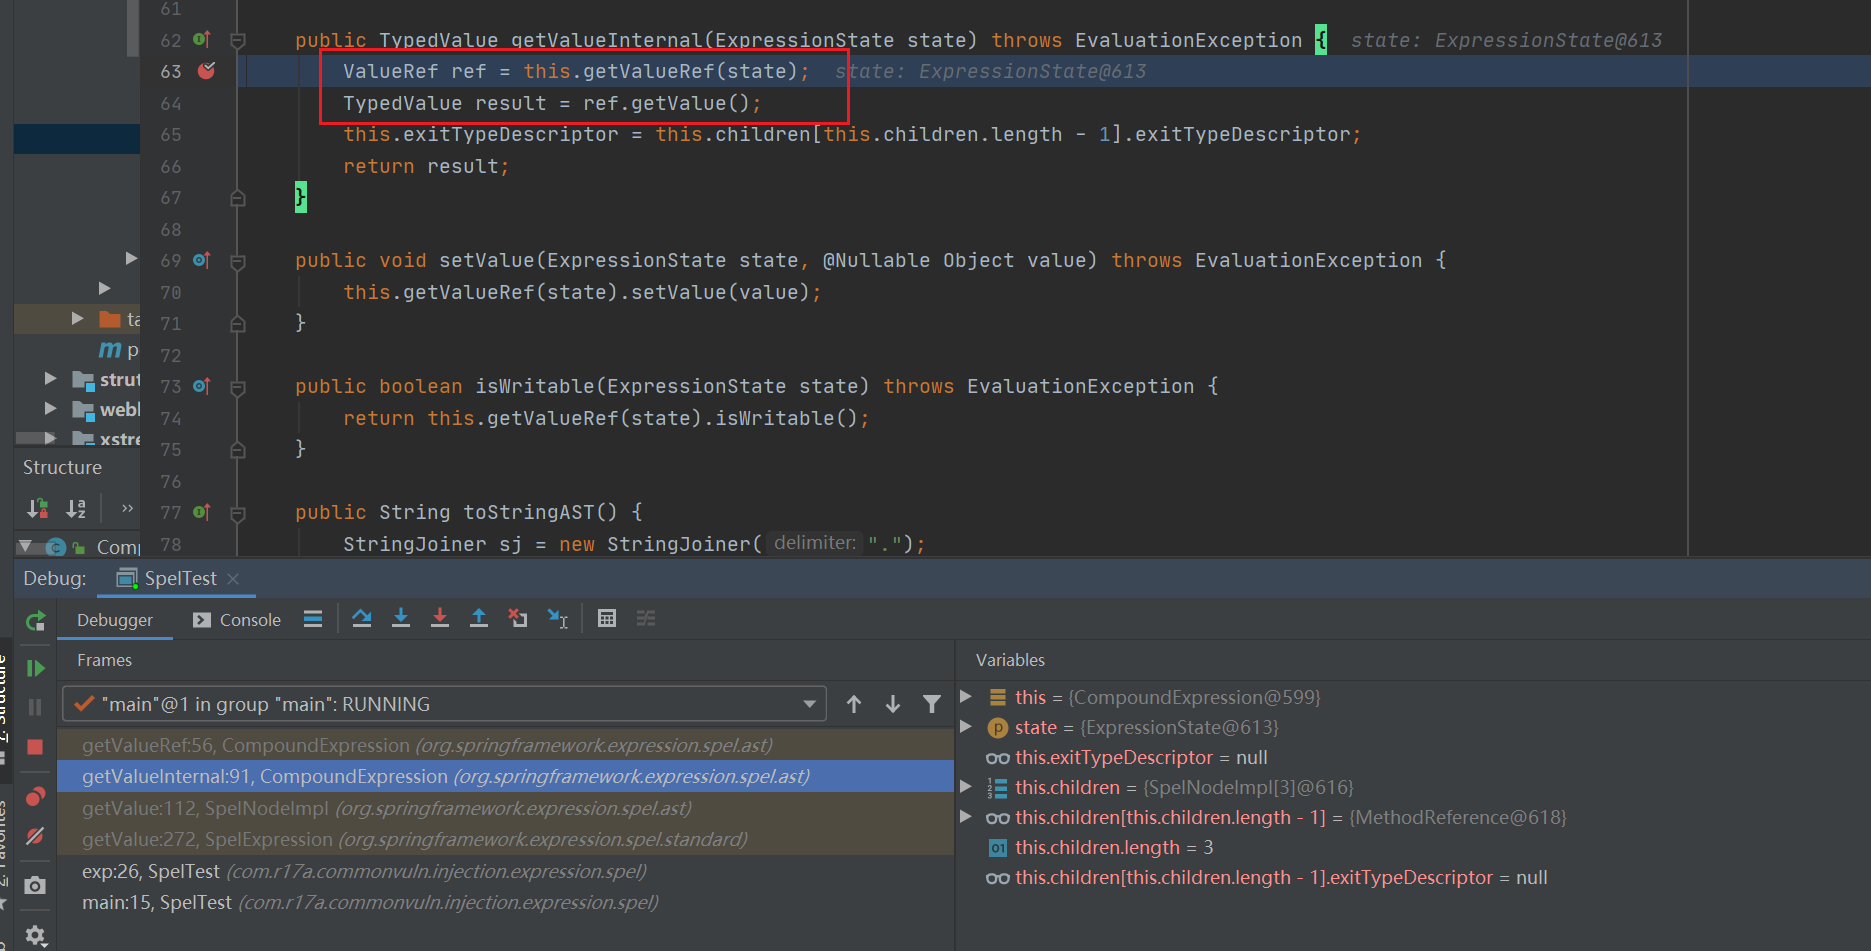 61
62 public TypedValue getValueInternal(ExpressionState state) throws EvaluationException { state: ExpressionState@613
63 ValueRef ref = this.getValueRef(state); state: ExpressionState@613
64 TypedValue result = ref.getValue();
65 this.exitTypeDescriptor = this.children[this.children.length - 1].exitTypeDescriptor;
66 return result;
67 }
68
69 public void setValue(ExpressionState state, @Nullable Object value) throws EvaluationException {
70 this.getValueRef(state).setValue(value);
71 }
72
73 public boolean isWritable(ExpressionState state) throws EvaluationException {
74 return this.getValueRef(state).isWritable();
75 }
76
77 public String toStringAST() {
78 StringJoiner sj = new StringJoiner( delimiter: ".");
ta
m p
strut
webl
xstre
Structure
Comp
Debug: SpelTest
Debugger Console
Frames
"main"@1 in group "main": RUNNING
getValueRef:56, CompoundExpression (org.springframework.expression.spel.ast)
getValueInternal:91, CompoundExpression (org.springframework.expression.spel.ast)
getValue:112, SpelNodeImpl (org.springframework.expression.spel.ast)
getValue:272, SpelExpression (org.springframework.expression.spel.standard)
exp:26, SpelTest (com.r17a.commonvuln.injection.expression.spel)
main:15, SpelTest (com.r17a.commonvuln.injection.expression.spel)
Variables
this = {CompoundExpression@599}
state = {ExpressionState@613}
this.exitTypeDescriptor = null
this.children = {SpelNodeImpl[3]@616}
this.children[this.children.length - 1] = {MethodReference@618}
this.children.length = 3
this.children[this.children.length - 1].exitTypeDescriptor = null